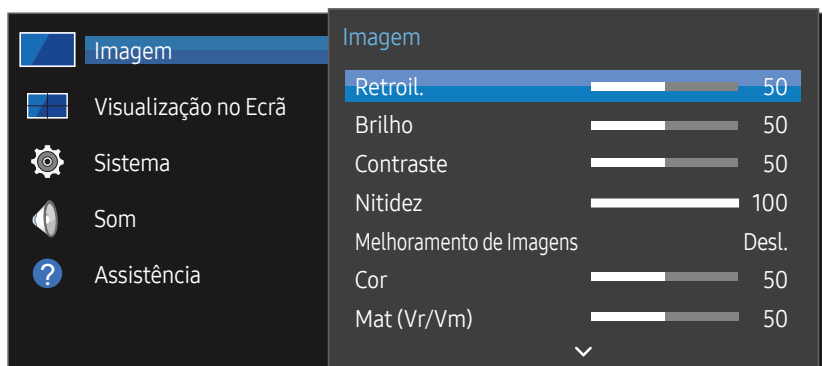 Imagem
Visualização no Ecrã
Sistema
Som
? Assistência
Imagem
Retroil. 50
Brilho 50
Contraste 50
Nitidez 100
Melhoramento de Imagens Desl.
Cor 50
Mat (Vr/Vm) 50